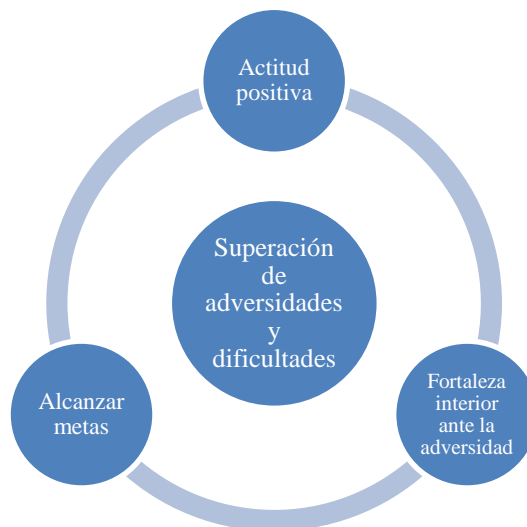 Actitud
positiva
Superación
de
adversidades
y
dificultades
Fortaleza
interior
ante la
adversidad
Alcanzar
metas